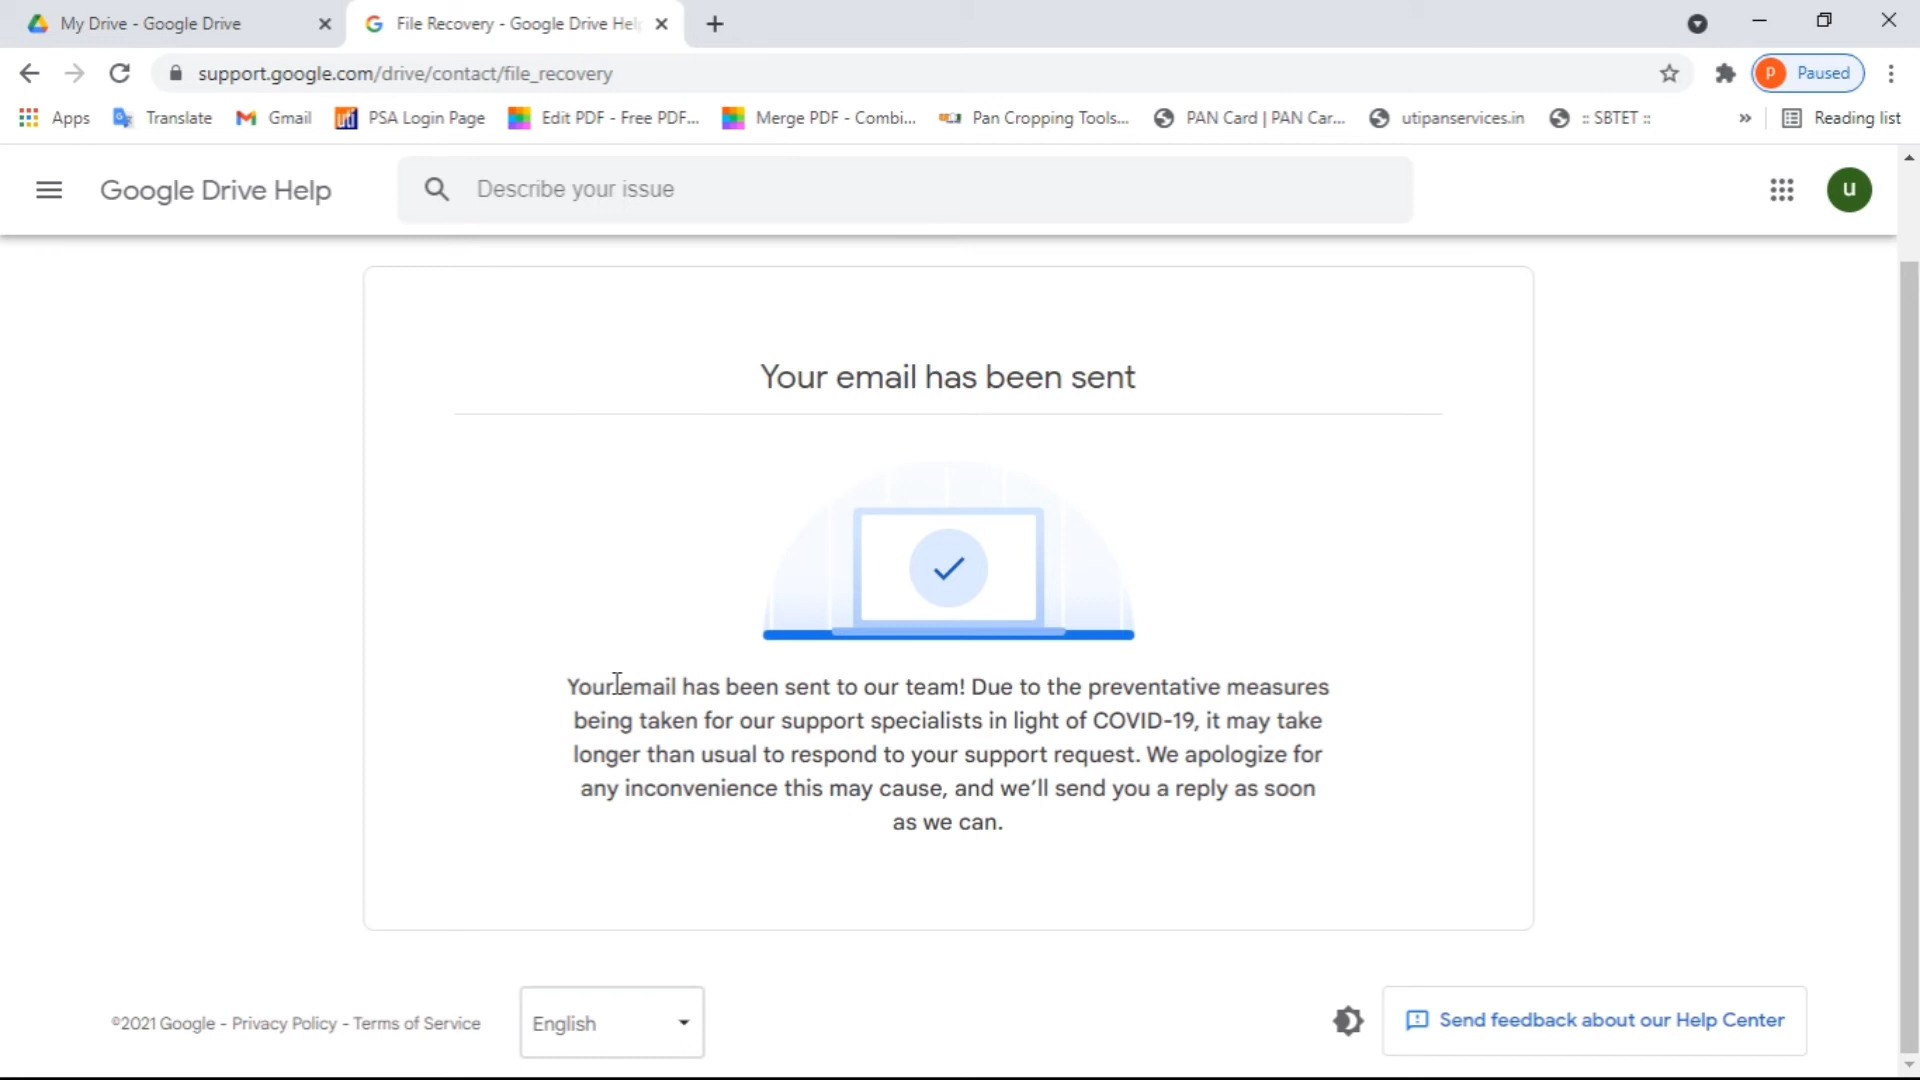 My Drive - Google Drive
File Recovery - Google Drive Hel
support.google.com/drive/contact/file_recovery
P Paused
Apps
Translate
Gmail
uti PSA Login Page
Edit PDF - Free PDF...
Merge PDF - Combi...
Pan Cropping Tools...
PAN Card | PAN Car...
utipanservices.in
:: SBTET ::
»
Reading list
Google Drive Help
Describe your issue
u
Your email has been sent
Your email has been sent to our team! Due to the preventative measures
being taken for our support specialists in light of COVID-19, it may take
longer than usual to respond to your support request. We apologize for
any inconvenience this may cause, and we'll send you a reply as soon
as we can.
©2021 Google - Privacy Policy - Terms of Service
English
Send feedback about our Help Center